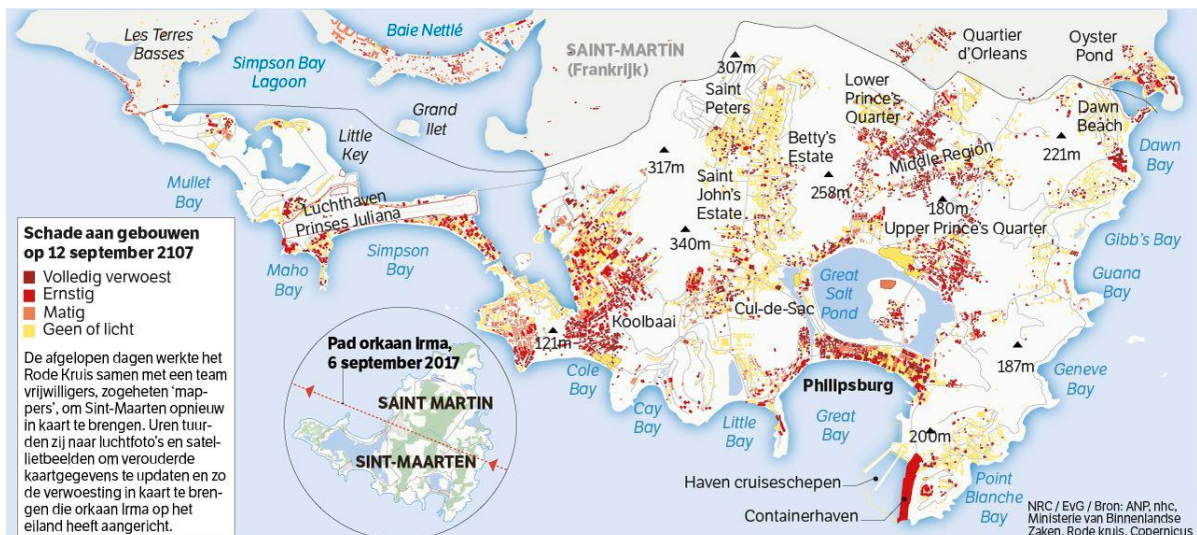 Les Terres
Basses
Baie Nettlé
Simpson Bay
Lagoon
Grand
Ilet
Little
Key
SAINT-MARTIN
(Frankrijk)
307m
Saint
Peters
Quartier
d'Orleans
Oyster
Pond
Lower
Prince's
Quarter
Dawn
Beach
Betty's
Estate
Middle Region
221m
Dawn
Bay
317m
Saint
John's
Estate
258m
180m
Upper Prince's Quarter
340m
Gibb's Bay
Guana
Bay
Mullet
Bay
Luchthaven
Prinses Juliana
Simpson
Bay
Maho
Bay
Great
Salt
Pond
Cul-de-Sac
Koolbaai
121m
Cole
Bay
Cay
Bay
Little
Bay
Philipsburg
Great
Bay
187m
Geneve
Bay
200m
Point
Blanche
Bay
Haven cruiseschepen
Containerhaven
Schade aan gebouwen
op 12 september 2107
Volledig verwoest
Ernstig
Matig
Geen of licht
De afgelopen dagen werkte het
Rode Kruis samen met een team
vrijwilligers, zogeheten 'map-
pers', om Sint-Maarten opnieuw
in kaart te brengen. Uren tuur-
den zij naar luchtfoto's en satel-
lietbeelden om verouderde
kaartgegevens te updaten en zo
de verwoesting in kaart te bren-
gen die orkaan Irma op het
eiland heeft aangericht.
Pad orkaan Irma,
6 september 2017
SAINT MARTIN
SINT-MAARTEN
NRC / EvG / Bron: ANP, nhc,
Ministerie van Binnenlandse
Zaken, Rode kruis, Copernicus